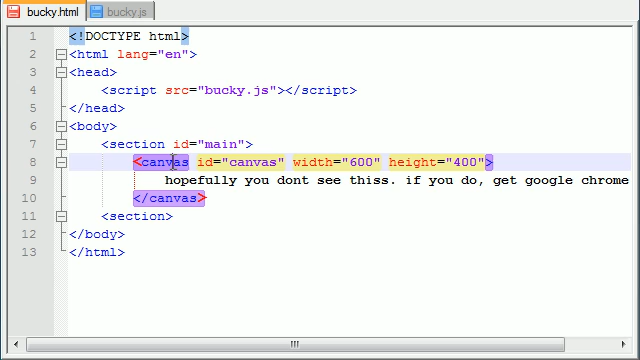 bucky.html bucky.js
1 <!DOCTYPE html>
2 <html lang="en">
3 <head>
4 <script src="bucky.js"></script>
5 </head>
6 <body>
7 <section id="main">
8 <canvas id="canvas" width="600" height="400">
9 hopefully you dont see thiss. if you do, get google chrome
10 </canvas>
11 <section>
12 </body>
13 </html>